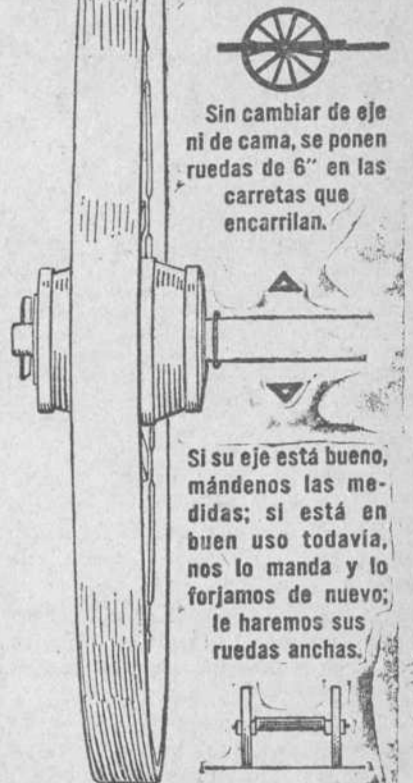 Sin cambiar de eje
ni de cama, se ponen
ruedas de 6" en las
carretas que
encarrilan.
Si su eje está bueno,
mándenos las me-
didas; si está en
buen uso todavía,
nos lo manda y lo
forjamos de nuevo;
le haremos sus
ruedas anchas.